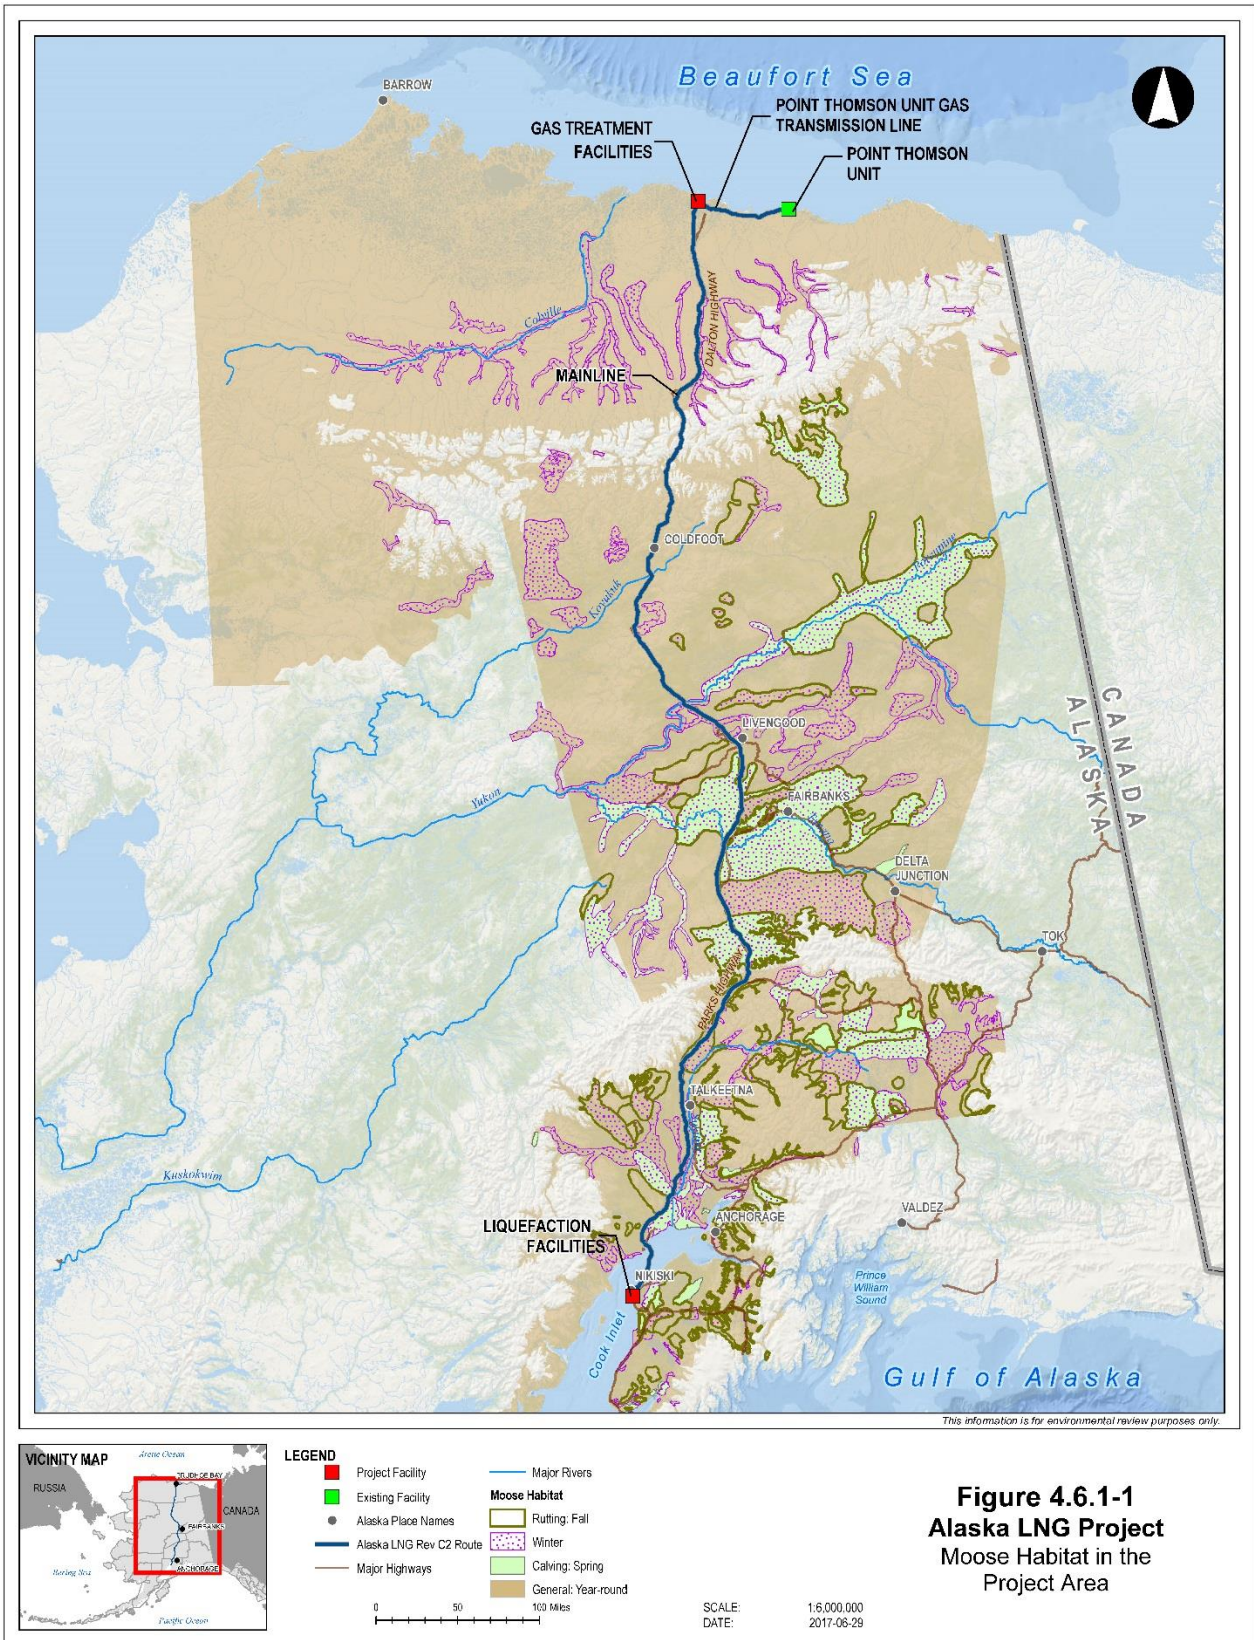 Beaufort Sea
BARROW
POINT THOMSON UNIT GAS
TRANSMISSION LINE
GAS TREATMENT
FACILITIES
POINT THOMSON
UNIT
DALTON HIGHWAY
Colville
MAINLINE
COLDFOOT
Koyukuk
Porcupine
CANADA
ALASKA
LIVENGOOD
Yukon
FAIRBANKS
DELTA
JUNCTION
TOK
PARKS HIGHWAY
TALKEETNA
Kuskokwim
VALDEZ
ANCHORAGE
LIQUEFACTION
FACILITIES
NIKISKI
Prince
William
Sound
Cook Inlet
Gulf of Alaska
This information is for environmental review purposes only.
VICINITY MAP
Arctic Ocean
PRUDHOE BAY
RUSSIA
CANADA
FAIRBANKS
ANCHORAGE
Bering Sea
Pacific Ocean
LEGEND
Project Facility
Existing Facility
Alaska Place Names
Alaska LNG Rev C2 Route
Major Highways
Major Rivers
Moose Habitat
Rutting: Fall
Winter
Calving: Spring
General: Year-round
0 50 100 Miles
SCALE: 1:6,000,000
DATE: 2017-06-29
Figure 4.6.1-1
Alaska LNG Project
Moose Habitat in the
Project Area